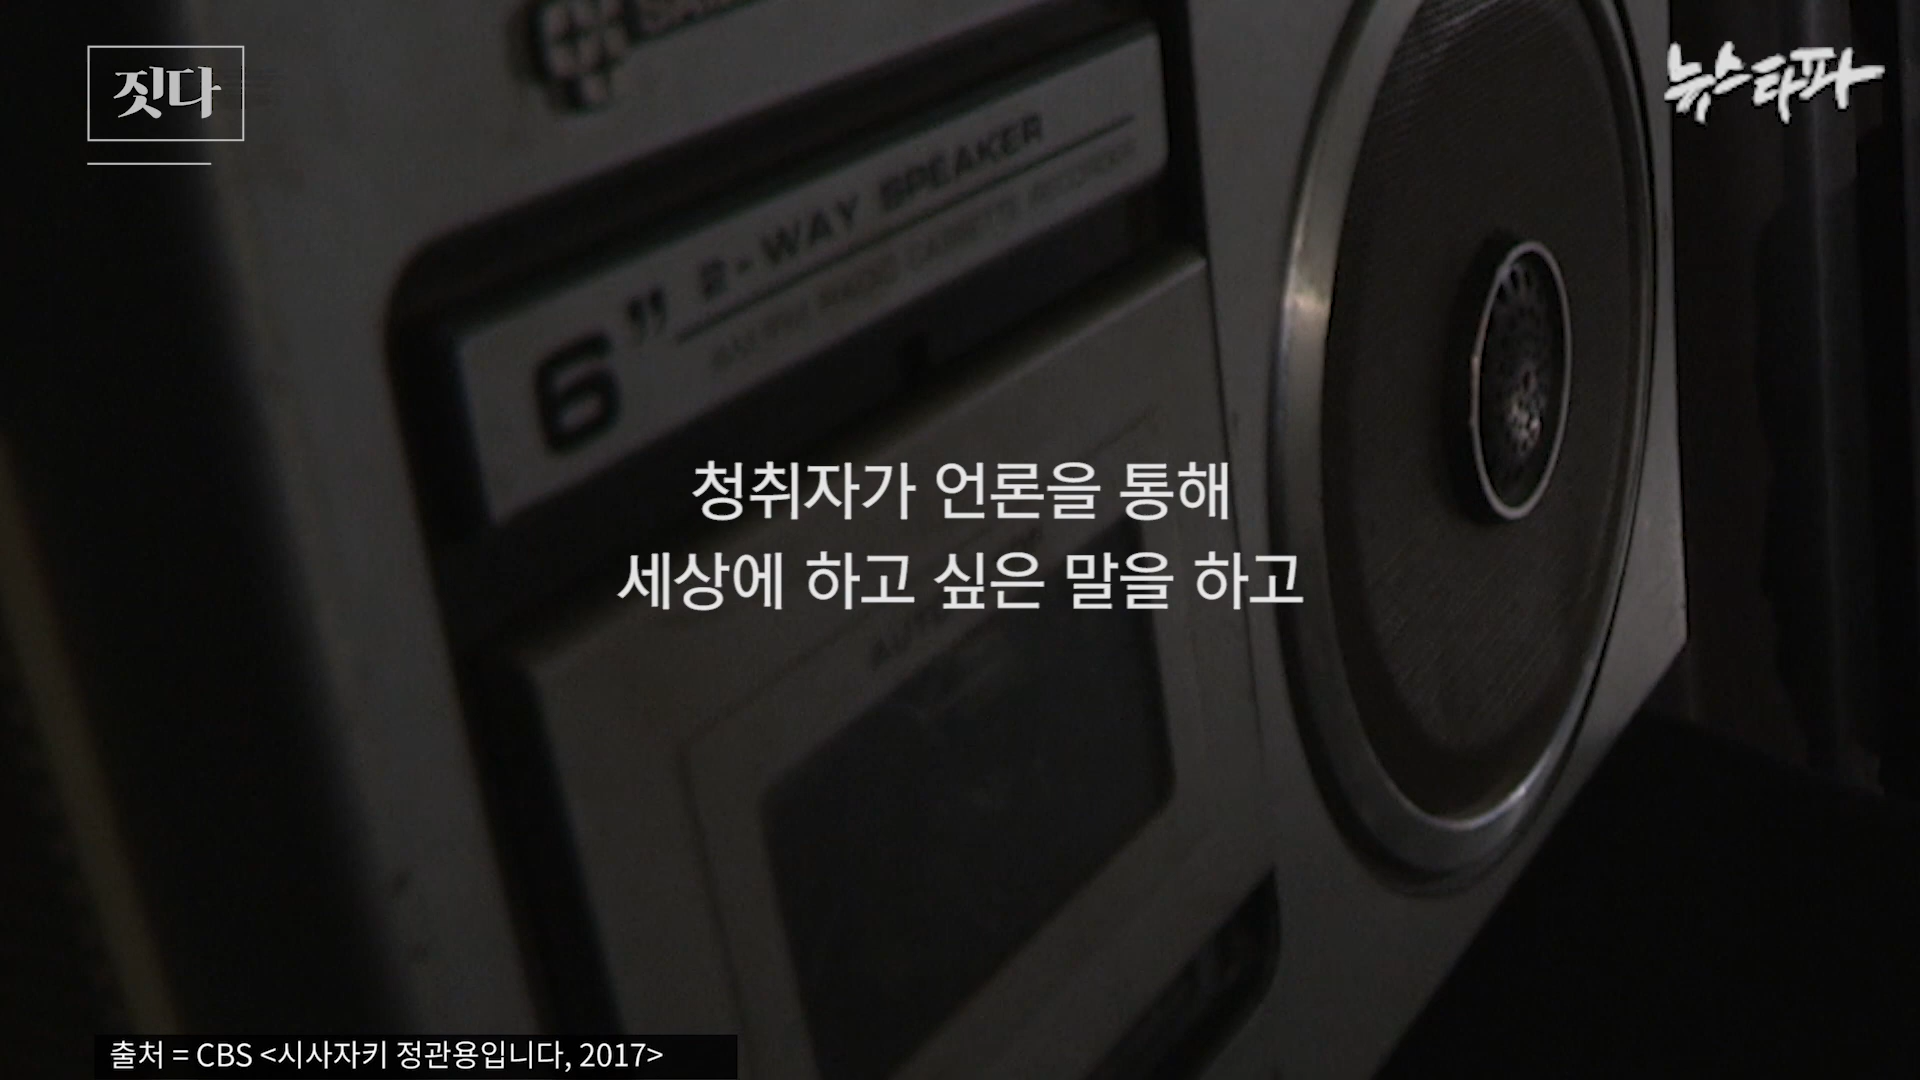 짓다
뉴스타파
6" 2-WAY SPEAKER
청취자가 언론을 통해
세상에 하고 싶은 말을 하고
출처 = CBS <시사자키 정관용입니다, 2017>